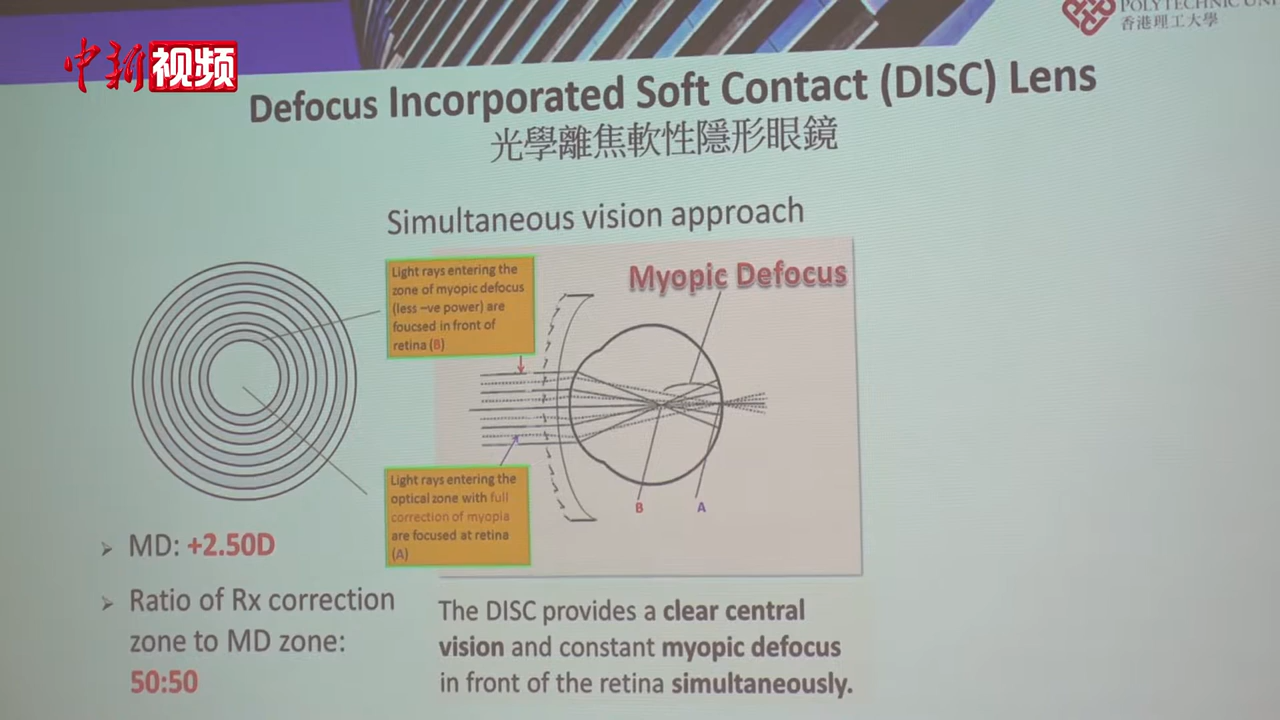 POLYTECHNIC UNI
香港理工大學
中新视频
Defocus Incorporated Soft Contact (DISC) Lens
光學離焦軟性隱形眼鏡
Simultaneous vision approach
Light rays entering the
zone of myopic defocus
(less –ve power) are
foucsed in front of
retina (B)
Myopic Defocus
Light rays entering the
optical zone with full
correction of myopia
are focused at retina
(A)
B
A
➢ MD: +2.50D
➢ Ratio of Rx correction
zone to MD zone:
50:50
The DISC provides a clear central
vision and constant myopic defocus
in front of the retina simultaneously.